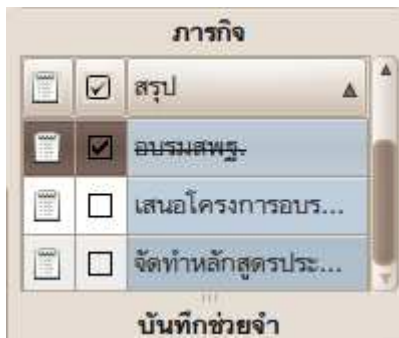 ภารกิจ
สรุป
อบรมสพฐ.
เสนอโครงการอบร...
จัดทำหลักสูตรประ...
บันทึกช่วยจำ